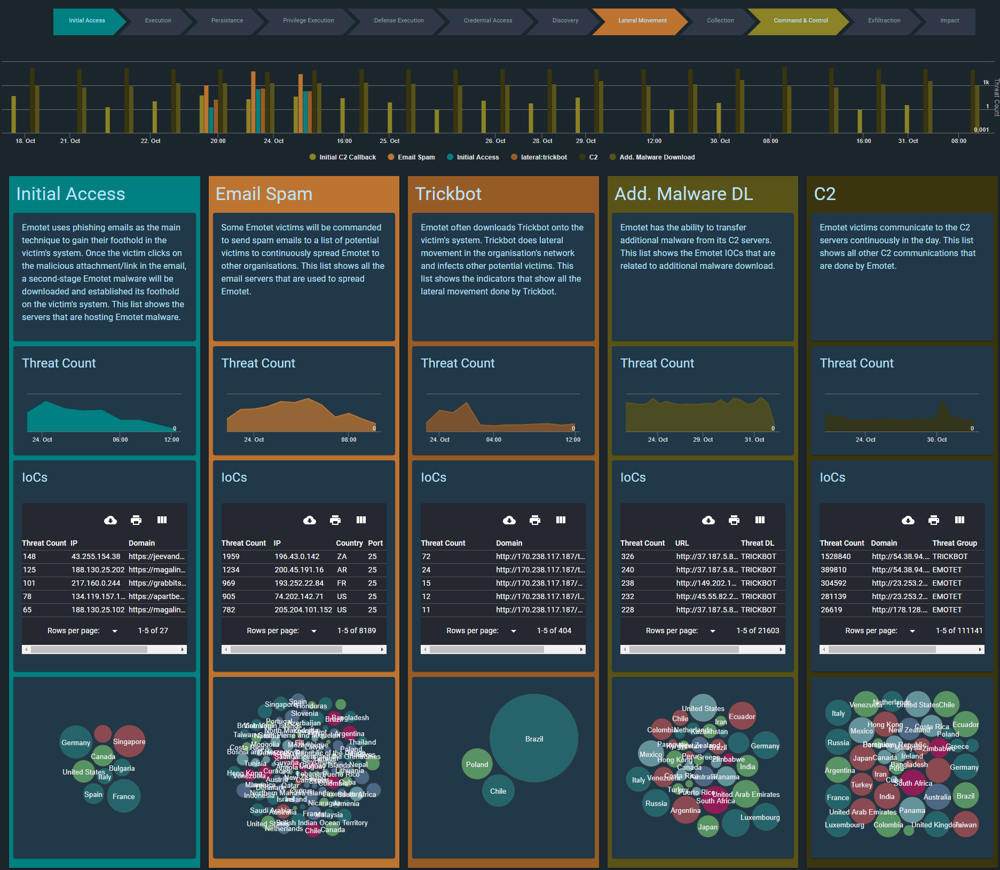 Initial Access
Execution
Persistance
Privilege Execution
Defense Execution
Credential Access
Discovery
Lateral Movement
Collection
Command & Control
Exfiltraction
Impact
1k
1
0.001
Threat Count
18. Oct
21. Oct
22. Oct
20:00
24. Oct
16:00
25. Oct
26. Oct
28. Oct
29. Oct
12:00
30. Oct
08:00
16:00
31. Oct
08:00
Initial C2 Callback
Email Spam
Initial Access
lateral:trickbot
C2
Add. Malware Download
Initial Access
Emotet uses phishing emails as the main
technique to gain their foothold in the
victim's system. Once the victim clicks on
the malicious attachment/link in the email,
a second-stage Emotet malware will be
downloaded and established its foothold
on the victim's system. This list shows the
servers that are hosting Emotet malware.
Threat Count
0
24. Oct
06:00
12:00
IoCs
Threat Count IP Domain
148 43.255.154.38 https://jeevand...
125 188.130.25.202 https://magalin...
101 217.160.0.244 https://grabbits...
78 134.119.157.1... https://apartbe...
65 188.130.25.102 https://magalin...
Rows per page: 1-5 of 27
Germany
Singapore
Canada
United States
Bulgaria
Italy
Spain
France
Email Spam
Some Emotet victims will be commanded
to send spam emails to a list of potential
victims to continuously spread Emotet to
other organisations. This list shows all the
email servers that are used to spread
Emotet.
Threat Count
0
24. Oct
08:00
IoCs
Threat Count IP Country Port
1959 196.43.0.142 ZA 25
1234 200.45.191.16 AR 25
969 193.252.22.84 FR 25
905 74.202.142.71 US 25
782 205.204.101.152 US 25
Rows per page: 1-5 of 8189
Spain
Singapore
Honduras
Slovenia
Brazil
Bangladesh
Portugal
Azerbaijan
Argentina
Taiwan
Namibia
Thailand
Mongolia
Mozambique
Costa Rica
Latvia
Poland
Tunisia
Guyana
Nepal
Hong Kong
Curacao
Lithuania
Venezuela
Lebanon
Puerto Rico
Austria
Colombia
Cuba
Jamaica
Denmark
Qatar
Cyprus
Northern Mariana Islands
South Africa
Indonesia
Israel
Ireland
Nicaragua
Armenia
Saudi Arabia
Australia
France
Malaysia
United States
British Indian Ocean Territory
Netherlands
Chile
Canada
Trickbot
Emotet often downloads Trickbot onto the
victim's system. Trickbot does lateral
movement in the organisation's network
and infects other potential victims. This
list shows the indicators that show all the
lateral movement done by Trickbot.
Threat Count
0
24. Oct
04:00
12:00
IoCs
Threat Count Domain
72 http://170.238.117.187/t...
24 http://170.238.117.187/t...
15 http://170.238.117.187/...
12 http://170.238.117.187/l...
11 http://170.238.117.187/...
Rows per page: 1-5 of 404
Brazil
Poland
Chile
Add. Malware DL
Emotet has the ability to transfer
additional malware from its C2 servers.
This list shows the Emotet IOCs that are
related to additional malware download.
Threat Count
0
24. Oct
29. Oct
31. Oct
IoCs
Threat Count URL Threat DL
326 http://37.187.5.8... TRICKBOT
240 http://37.187.5.8... TRICKBOT
238 http://149.202.1... TRICKBOT
232 http://45.55.82.2... TRICKBOT
228 http://37.187.5.8... TRICKBOT
Rows per page: 1-5 of 21603
United States
Chile
Ecuador
Iran
Colombia
Netherlands
Kazakhstan
Paraguay
New Zealand
Brazil
Germany
Mexico
Peru
Greece
Zimbabwe
Hong Kong
Canada
India
Costa Rica
Australia
Panama
Italy
Venezuela
Turkey
Puerto Rico
United Arab Emirates
Russia
South Africa
Argentina
Luxembourg
Japan
C2
Emotet victims communicate to the C2
servers continuously in the day. This list
shows all other C2 communications that
are done by Emotet.
Threat Count
0
24. Oct
30. Oct
IoCs
Threat Count Domain Threat Group
1528840 http://54.38.94.... TRICKBOT
389810 http://54.38.94.... EMOTET
304592 http://23.253.2... EMOTET
281139 http://23.253.2... EMOTET
26619 http://178.128.... EMOTET
Rows per page: 1-5 of 111141
Netherlands
Venezuela
United States
Chile
Italy
Hong Kong
Costa Rica
Ecuador
Mexico
New Zealand
Poland
Russia
Dominican Republic
Malaysia
Zimbabwe
Greece
Japan
Canada
Ireland
Bangladesh
Argentina
Peru
Germany
Iran
Cuba
South Africa
Turkey
France
India
Australia
Brazil
United Arab Emirates
Panama
Luxembourg
Colombia
United Kingdom
Taiwan